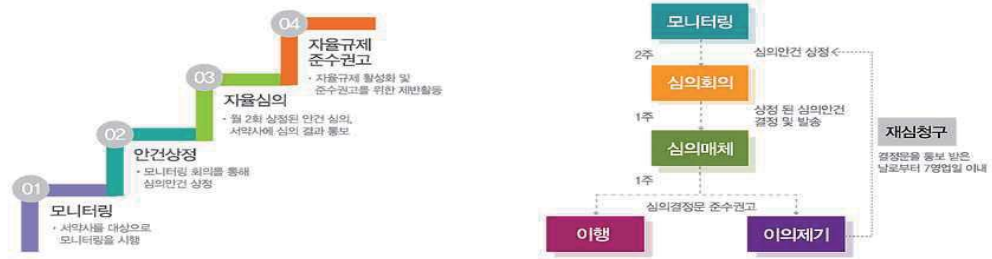 04
자율규제
준수권고
· 자율규제 활성화 및
준수권고를 위한 제반활동
03
자율심의
· 월 2회 상정된 안건 심의,
서약사에 심의 결과 통보
02
안건상정
· 모니터링 회의를 통해
심의안건 상정
01
모니터링
· 서약사를 대상으로
모니터링을 시행
모니터링
2주
심의안건 상정
심의회의
1주
상정 된 심의안건
결정 및 발송
심의매체
1주
심의결정문 준수권고
이행
이의제기
재심청구
결정문을 통보 받은
날로부터 7영업일 이내